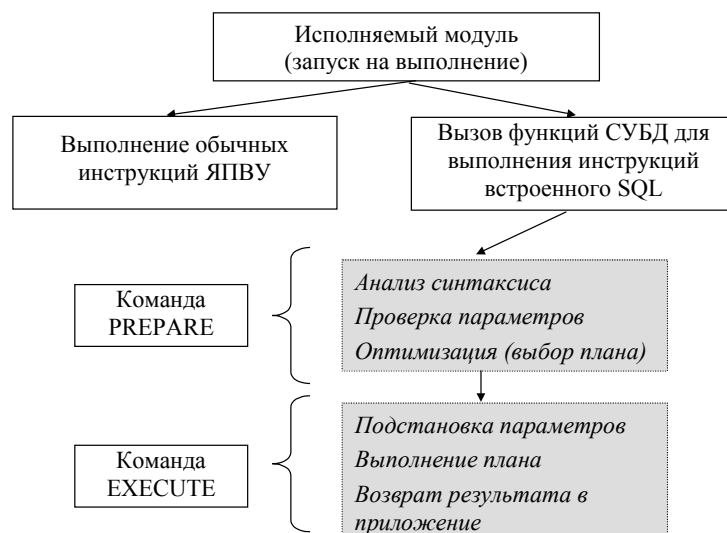 Исполняемый модуль
(запуск на выполнение)
Выполнение обычных
инструкций ЯПВУ
Вызов функций СУБД для
выполнения инструкций
встроенного SQL
Команда
PREPARE
Анализ синтаксиса
Проверка параметров
Оптимизация (выбор плана)
Команда
EXECUTE
Подстановка параметров
Выполнение плана
Возврат результата в
приложение